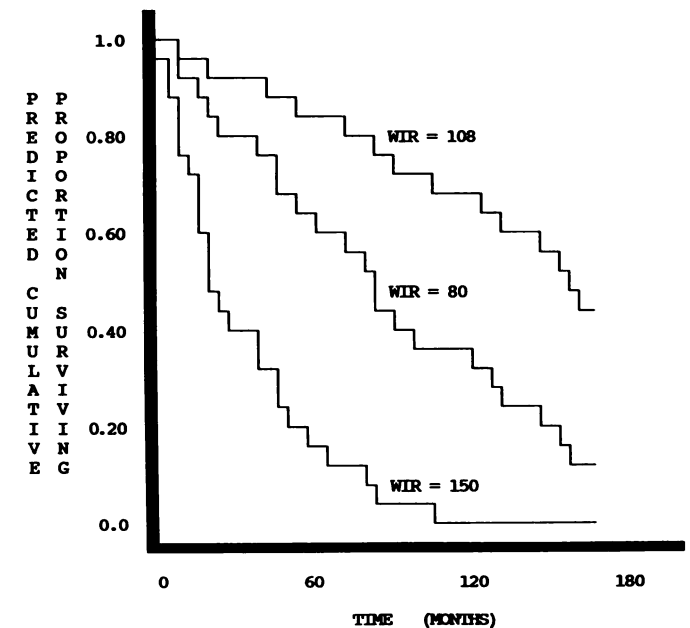 PREDICTED CUMULATIVE
PROPORTION SURVIVING
1.0
0.80
0.60
0.40
0.20
0.0
WIR = 108
WIR = 80
WIR = 150
0 60 120 180
TIME (MONTHS)